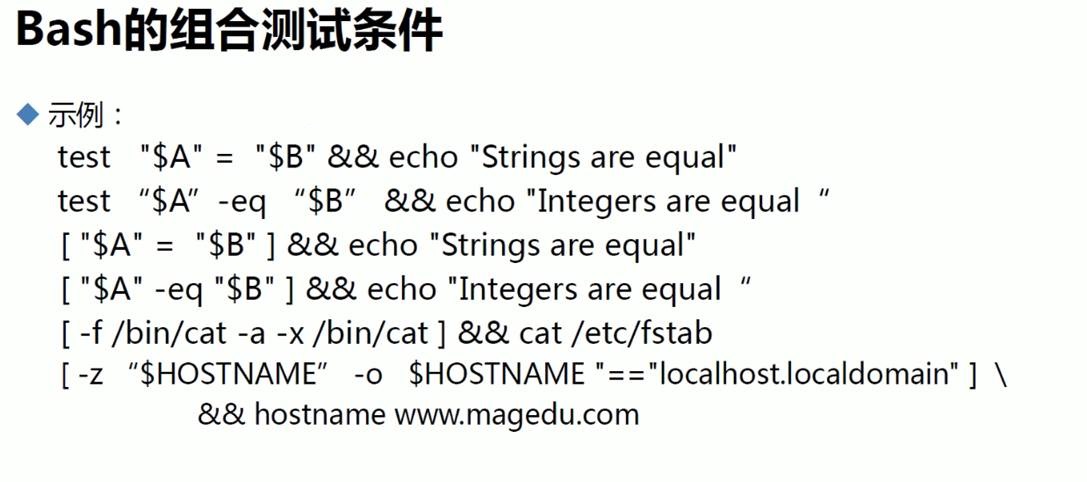 Bash的组合测试条件
示例：
test "$A" = "$B" && echo "Strings are equal"
test “$A” -eq “$B” && echo "Integers are equal “
[ "$A" = "$B" ] && echo "Strings are equal"
[ "$A" -eq "$B" ] && echo "Integers are equal “
[ -f /bin/cat -a -x /bin/cat ] && cat /etc/fstab
[ -z “$HOSTNAME” -o $HOSTNAME "=="localhost.localdomain" ] \
&& hostname www.magedu.com